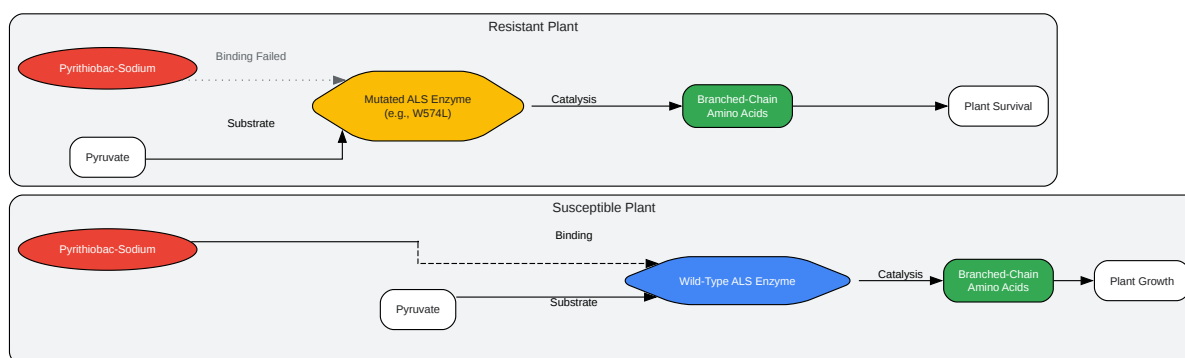 Resistant Plant
Pyrithiobac-Sodium
Binding Failed
Mutated ALS Enzyme
(e.g., W574L)
Substrate
Pyruvate
Catalysis
Branched-Chain
Amino Acids
Plant Survival
Susceptible Plant
Pyrithiobac-Sodium
Binding
Wild-Type ALS Enzyme
Pyruvate
Substrate
Catalysis
Branched-Chain
Amino Acids
Plant Growth